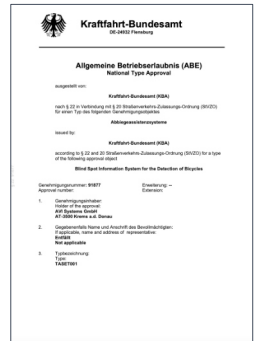 Kraftfahrt-Bundesamt
DE-24932 Flensburg
Allgemeine Betriebserlaubnis (ABE)
National Type Approval
ausgestellt von:
Kraftfahrt-Bundesamt (KBA)
nach § 22 in Verbindung mit § 20 Straßenverkehrs-Zulassungs-Ordnung (StVZO)
für einen Typ des folgenden Genehmigungsobjektes
Abbiegeassistenzsysteme
issued by:
Kraftfahrt-Bundesamt (KBA)
according to § 22 and 20 Straßenverkehrs-Zulassungs-Ordnung (StVZO) for a type
of the following approval object
Blind Spot Information System for the Detection of Bicycles
Genehmigungsnummer: 91877 Erweiterung: --
Approval number: Extension:
1. Genehmigungsinhaber:
Holder of the approval:
AVI Systems GmbH
AT-3500 Krems a.d. Donau
2. Gegebenenfalls Name und Anschrift des Bevollmächtigten:
If applicable, name and address of representative:
Entfällt
Not applicable
3. Typbezeichnung:
Type:
TASET001